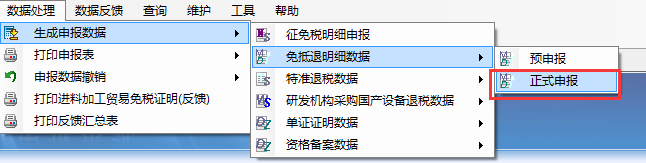 数据处理 数据反馈 查询 维护 工具 帮助
生成申报数据
打印申报表
申报数据撤销
打印进料加工贸易免税证明(反馈)
打印反馈汇总表
征免税明细申报
免抵退明细数据
特准退税数据
研发机构采购国产设备退税数据
单证证明数据
资格备案数据
预申报
正式申报